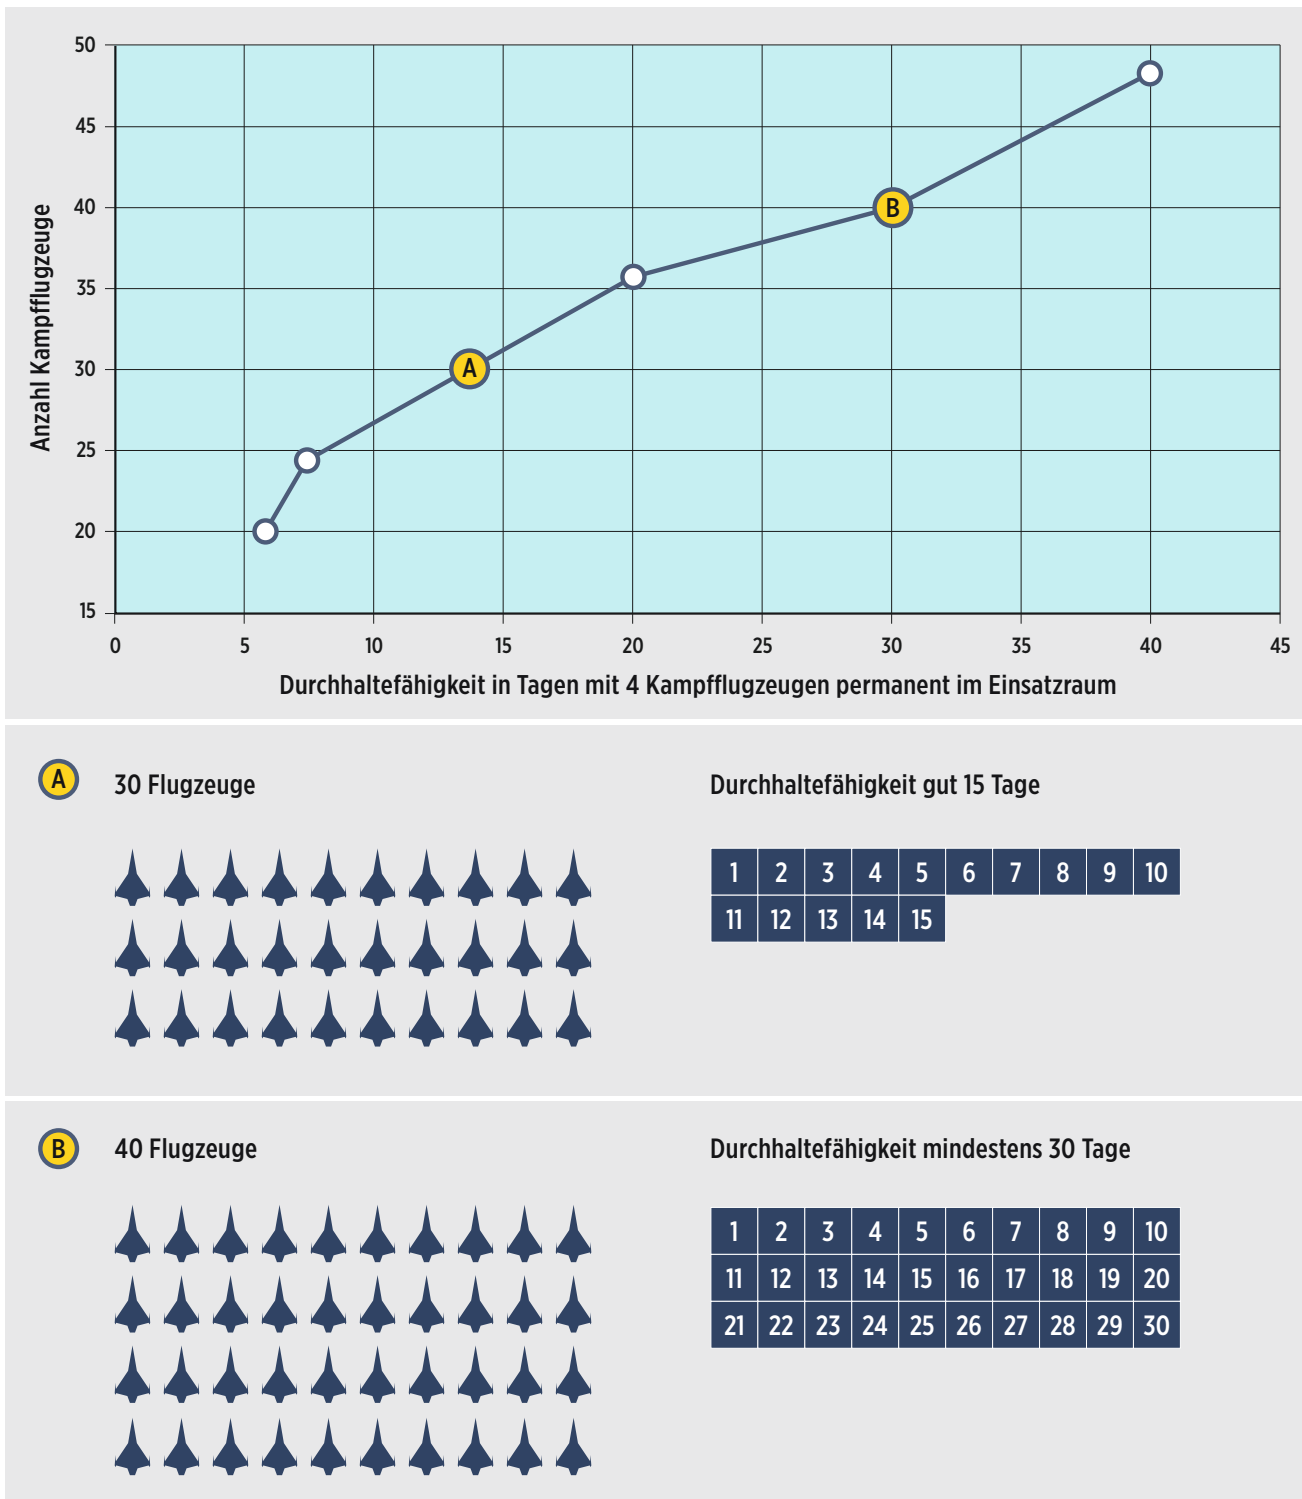 50
45
40
35
30
25
20
15
Anzahl Kampfflugzeuge
B
A
0 5 10 15 20 25 30 35 40 45
Durchhaltefähigkeit in Tagen mit 4 Kampfflugzeugen permanent im Einsatzraum
A 30 Flugzeuge Durchhaltefähigkeit gut 15 Tage
1 2 3 4 5 6 7 8 9 10
11 12 13 14 15
B 40 Flugzeuge Durchhaltefähigkeit mindestens 30 Tage
1 2 3 4 5 6 7 8 9 10
11 12 13 14 15 16 17 18 19 20
21 22 23 24 25 26 27 28 29 30